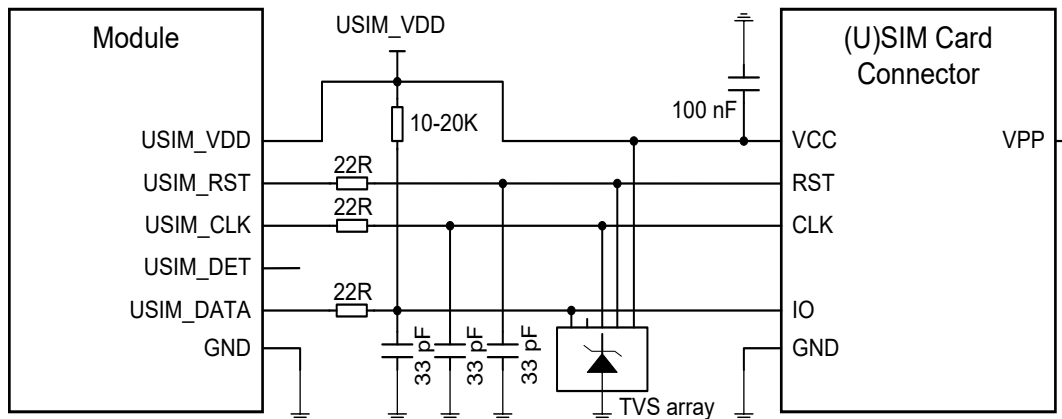 Module
USIM_VDD
(U)SIM Card
Connector
100 nF
10-20K
USIM_VDD
VCC
VPP
22R
USIM_RST
RST
22R
USIM_CLK
CLK
USIM_DET
22R
USIM_DATA
IO
GND
33 pF
33 pF
33 pF
GND
TVS array